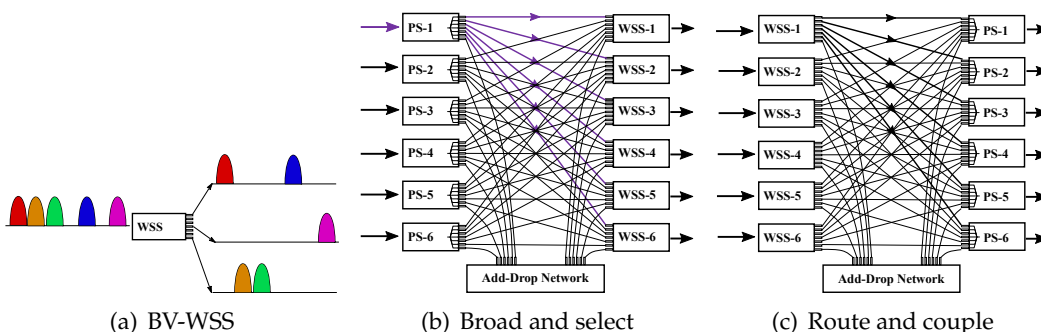 WSS
(a) BV-WSS
PS-1
PS-2
PS-3
PS-4
PS-5
PS-6
WSS-1
WSS-2
WSS-3
WSS-4
WSS-5
WSS-6
Add-Drop Network
(b) Broad and select
WSS-1
WSS-2
WSS-3
WSS-4
WSS-5
WSS-6
PS-1
PS-2
PS-3
PS-4
PS-5
PS-6
Add-Drop Network
(c) Route and couple